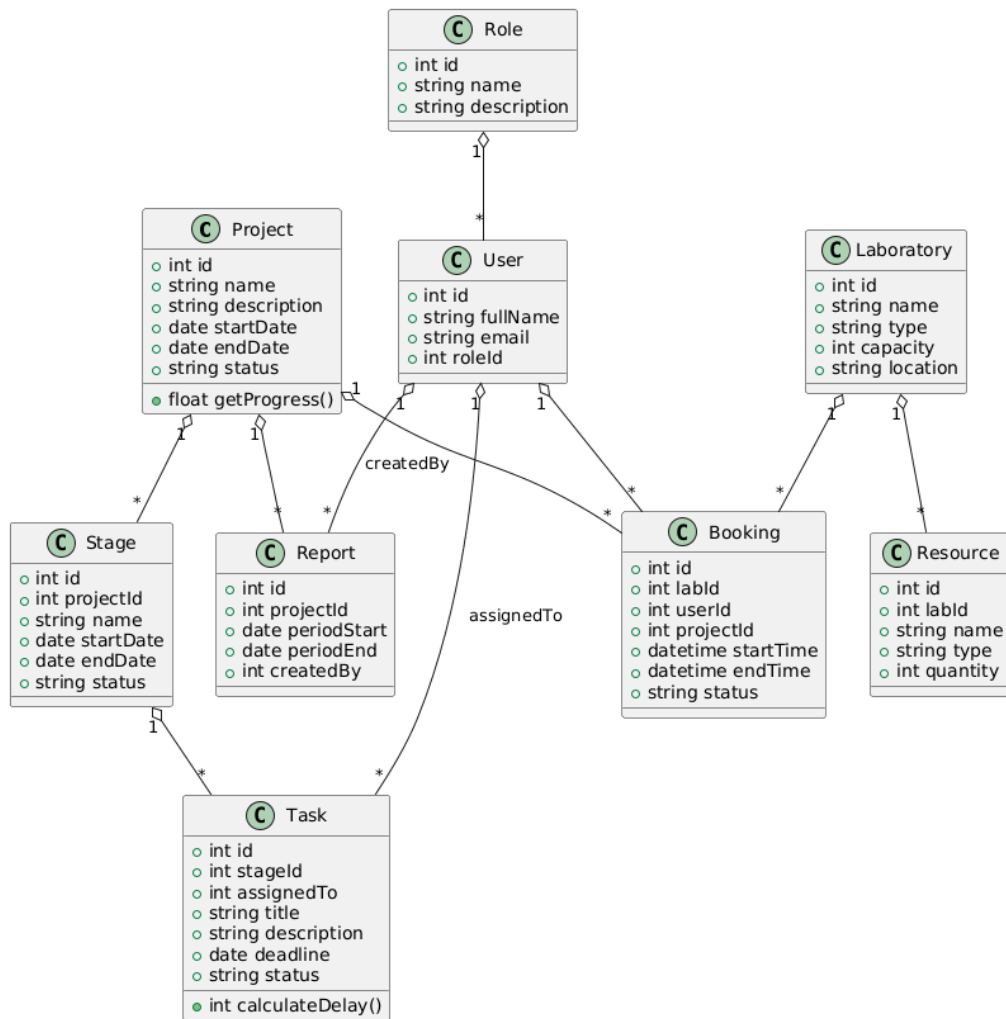 C Role
int id
string name
string description
1
*
C Project
int id
string name
string description
date startDate
date endDate
string status
float getProgress()
C User
int id
string fullName
string email
int roleId
C Laboratory
int id
string name
string type
int capacity
string location
1
1
1
1
1
1
1
1
createdBy
*
*
*
*
*
*
*
C Stage
int id
int projectId
string name
date startDate
date endDate
string status
C Report
int id
int projectId
date periodStart
date periodEnd
int createdBy
assignedTo
C Booking
int id
int labId
int userId
int projectId
datetime startTime
datetime endTime
string status
C Resource
int id
int labId
string name
string type
int quantity
1
*
*
C Task
int id
int stageId
int assignedTo
string title
string description
date deadline
string status
int calculateDelay()